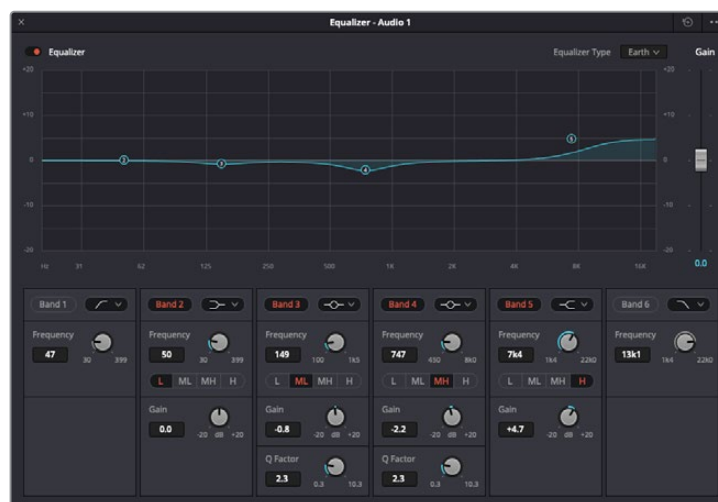 × Equalizer - Audio 1
Equalizer Equalizer Type Earth Gain
+20 +20
+10 +10
0 0
-10 -10
-20 -20
0.0
Hz 31 62 125 250 500 1K 2K 4K 8K 16K
2 3 4 5
Band 1 Band 2 Band 3 Band 4 Band 5 Band 6
Frequency Frequency Frequency Frequency Frequency Frequency
47 30 399 50 30 399 149 100 1k5 747 450 8k0 7k4 1k4 22k0 13k1 1k4 22k0
L ML MH H L ML MH H L ML MH H L ML MH H
Gain Gain Gain Gain
0.0 -20 dB +20 -0.8 -20 dB +20 -2.2 -20 dB +20 +4.7 -20 dB +20
Q Factor Q Factor
2.3 0.3 10.3 2.3 0.3 10.3